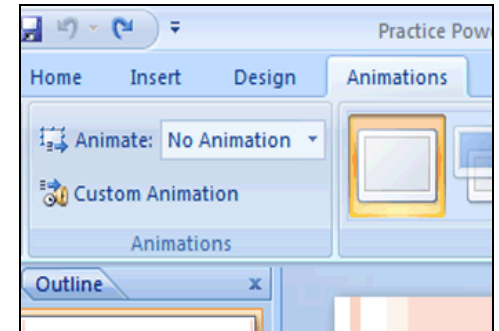 Practice Pow
Home Insert Design Animations
Animate: No Animation
Custom Animation
Animations
Outline x